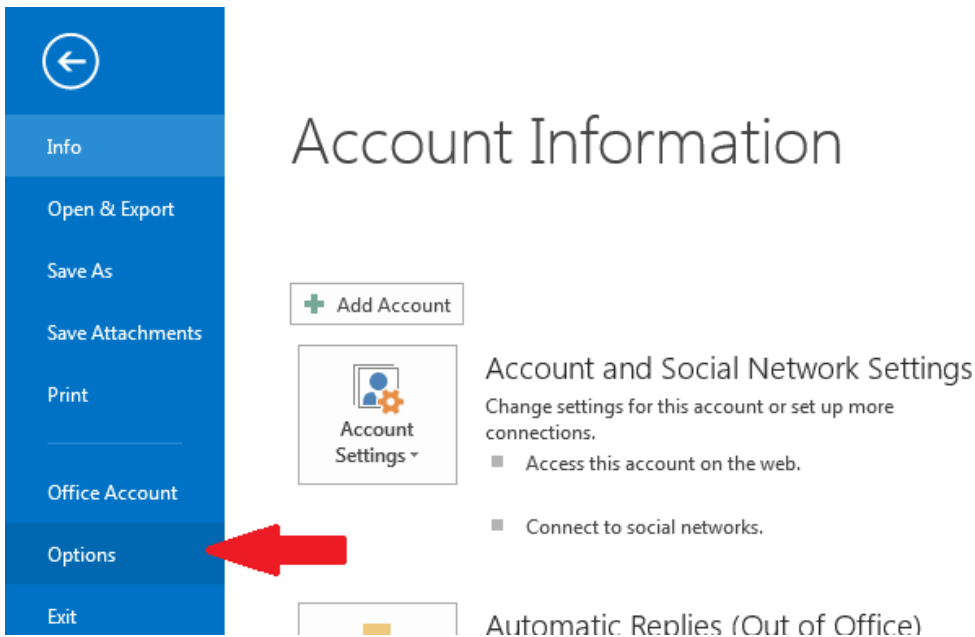 Info
Open & Export
Save As
Save Attachments
Print
Office Account
Options
Exit
Account Information
Add Account
Account
Settings
Account and Social Network Settings
Change settings for this account or set up more
connections.
Access this account on the web.
Connect to social networks.
Automatic Replies (Out of Office)